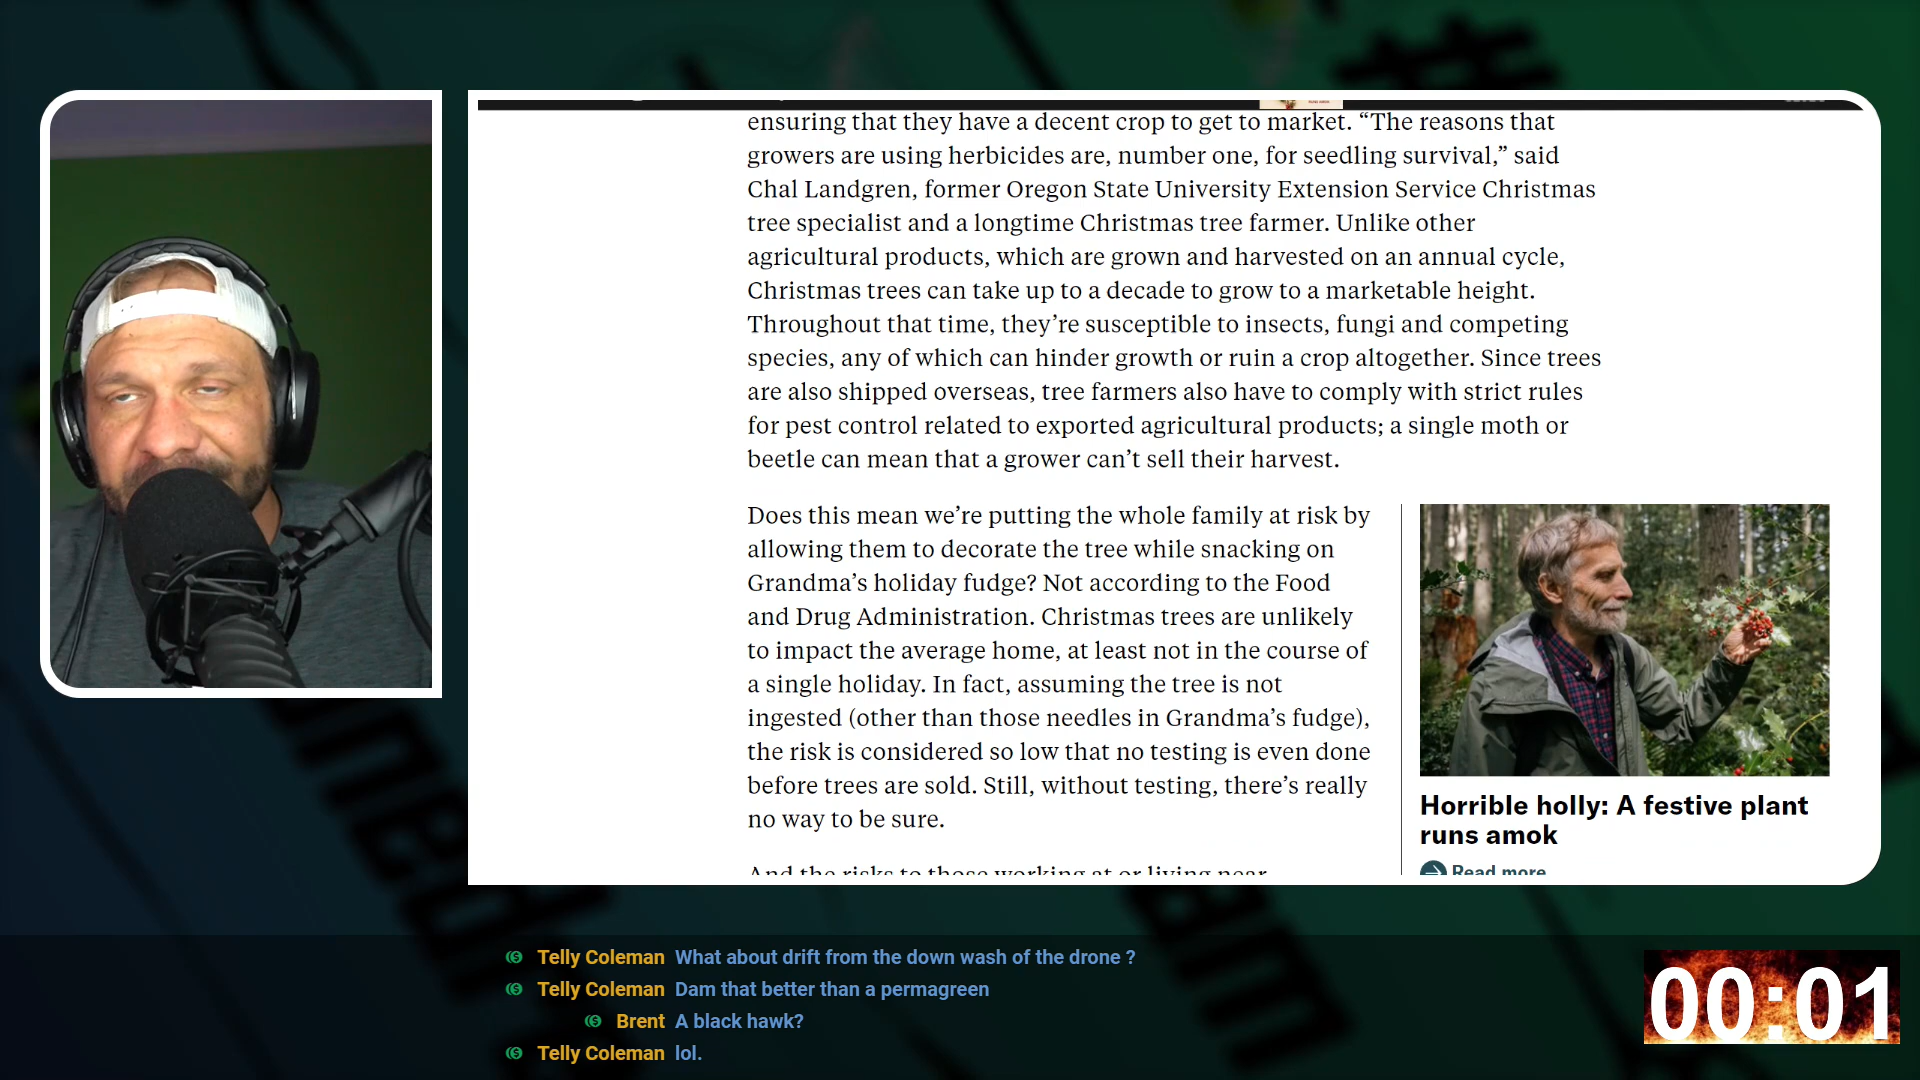 ensuring that they have a decent crop to get to market. “The reasons that
growers are using herbicides are, number one, for seedling survival,” said
Chal Landgren, former Oregon State University Extension Service Christmas
tree specialist and a longtime Christmas tree farmer. Unlike other
agricultural products, which are grown and harvested on an annual cycle,
Christmas trees can take up to a decade to grow to a marketable height.
Throughout that time, they’re susceptible to insects, fungi and competing
species, any of which can hinder growth or ruin a crop altogether. Since trees
are also shipped overseas, tree farmers also have to comply with strict rules
for pest control related to exported agricultural products; a single moth or
beetle can mean that a grower can’t sell their harvest.
Does this mean we’re putting the whole family at risk by
allowing them to decorate the tree while snacking on
Grandma’s holiday fudge? Not according to the Food
and Drug Administration. Christmas trees are unlikely
to impact the average home, at least not in the course of
a single holiday. In fact, assuming the tree is not
ingested (other than those needles in Grandma’s fudge),
the risk is considered so low that no testing is even done
before trees are sold. Still, without testing, there’s really
no way to be sure.
And the risks to those working at or living near
Horrible holly: A festive plant
runs amok
Read more
Telly Coleman What about drift from the down wash of the drone ?
Telly Coleman Dam that better than a permagreen
Brent A black hawk?
Telly Coleman lol.
00:01